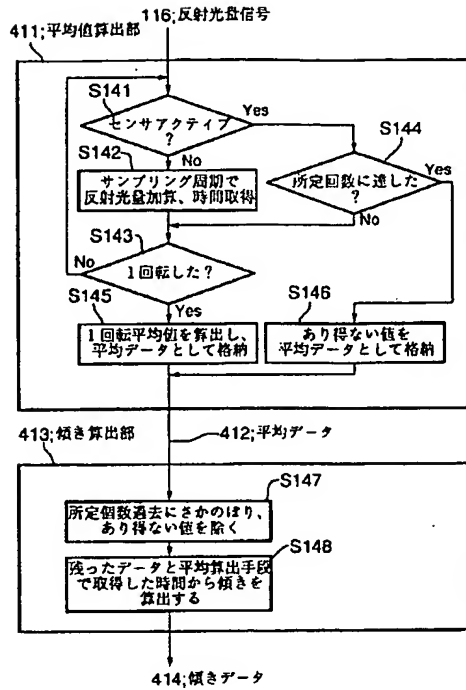 116;反射光量信号
411;平均値算出部
S141
センサアクティブ
?
Yes
No
S142
サンプリング周期で
反射光量加算、時間取得
S144
所定回数に達した
?
Yes
No
S143
No
1回転した?
Yes
S145
1回転平均値を算出し、
平均データとして格納
S146
あり得ない値を
平均データとして格納
413;傾き算出部
412;平均データ
S147
所定個数過去にさかのぼり、
あり得ない値を除く
S148
残ったデータと平均算出手段
で取得した時間から傾きを
算出する
414;傾きデータ